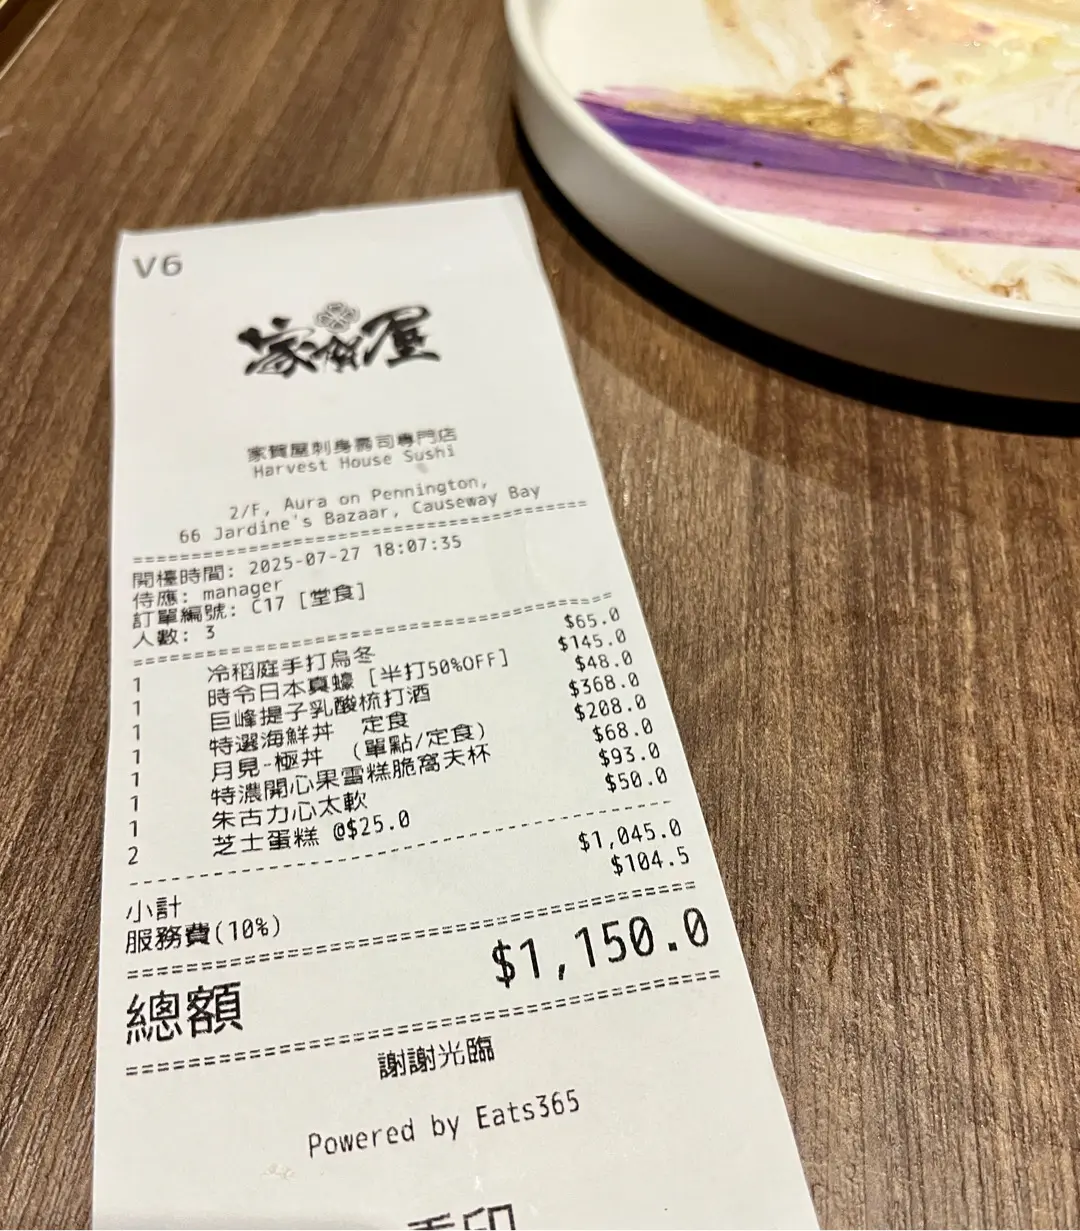 V6
家賀屋
家賀屋刺身壽司專門店
Harvest House Sushi
2/F, Aura on Pennington,
66 Jardine's Bazaar, Causeway Bay
開檯時間: 2025-07-27 18:07:35
侍應: manager
訂單編號: C17 [堂食]
人數: 3
1 冷稻庭手打烏冬 $65.0
1 時令日本真蠔 [半打50%OFF] $145.0
1 巨峰提子乳酸梳打酒 $48.0
1 特選海鮮丼 定食 $368.0
1 月見-極丼 (單點/定食) $208.0
1 特濃開心果雪糕脆窩夫杯 $68.0
1 朱古力心太軟 $93.0
2 芝士蛋糕 @$25.0 $50.0
小計 $1,045.0
服務費(10%) $104.5
總額 $1,150.0
謝謝光臨
Powered by Eats365